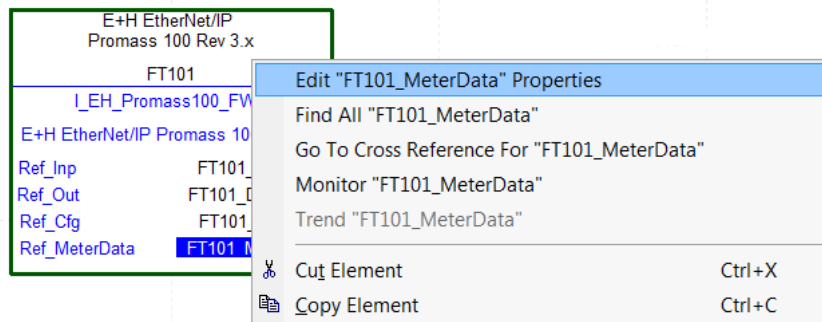 E+H EtherNet/IP
Promass 100 Rev 3.x
FT101
I_EH_Promass100_FW
E+H EtherNet/IP Promass 10
Ref_Inp FT101_
Ref_Out FT101_D
Ref_Cfg FT101_
Ref_MeterData FT101_M
Edit "FT101_MeterData" Properties
Find All "FT101_MeterData"
Go To Cross Reference For "FT101_MeterData"
Monitor "FT101_MeterData"
Trend "FT101_MeterData"
Cut Element Ctrl+X
Copy Element Ctrl+C